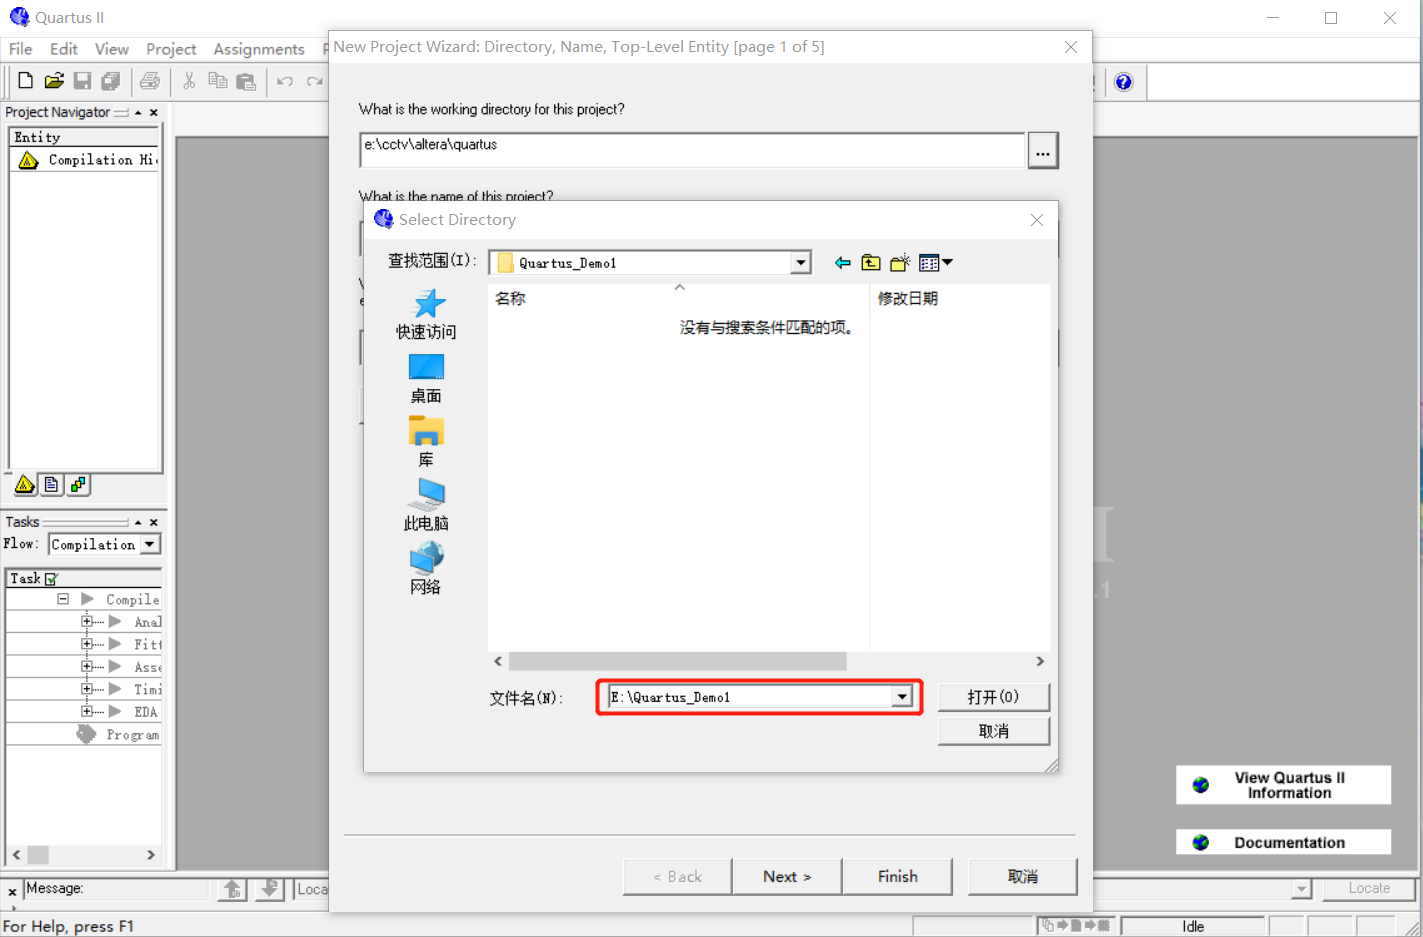 Quartus II
File Edit View Project Assignments
New Project Wizard: Directory, Name, Top-Level Entity [page 1 of 5]
Project Navigator
Entity
Compilation Hi
What is the working directory for this project?
e:\cctv\altera\quartus
...
What is the name of this project?
Select Directory
查找范围(I):
Quartus_Demo1
名称
修改日期
没有与搜索条件匹配的项。
快速访问
桌面
库
此电脑
网络
文件名(N):
E:\Quartus_Demo1
打开(O)
取消
Tasks
Flow: Compilation
Task
Compile
Anal
Fitt
Asse
Timi
EDA
Program
View Quartus II
Information
Documentation
< Back
Next >
Finish
取消
Message:
Loca
Locate
For Help, press F1
Idle